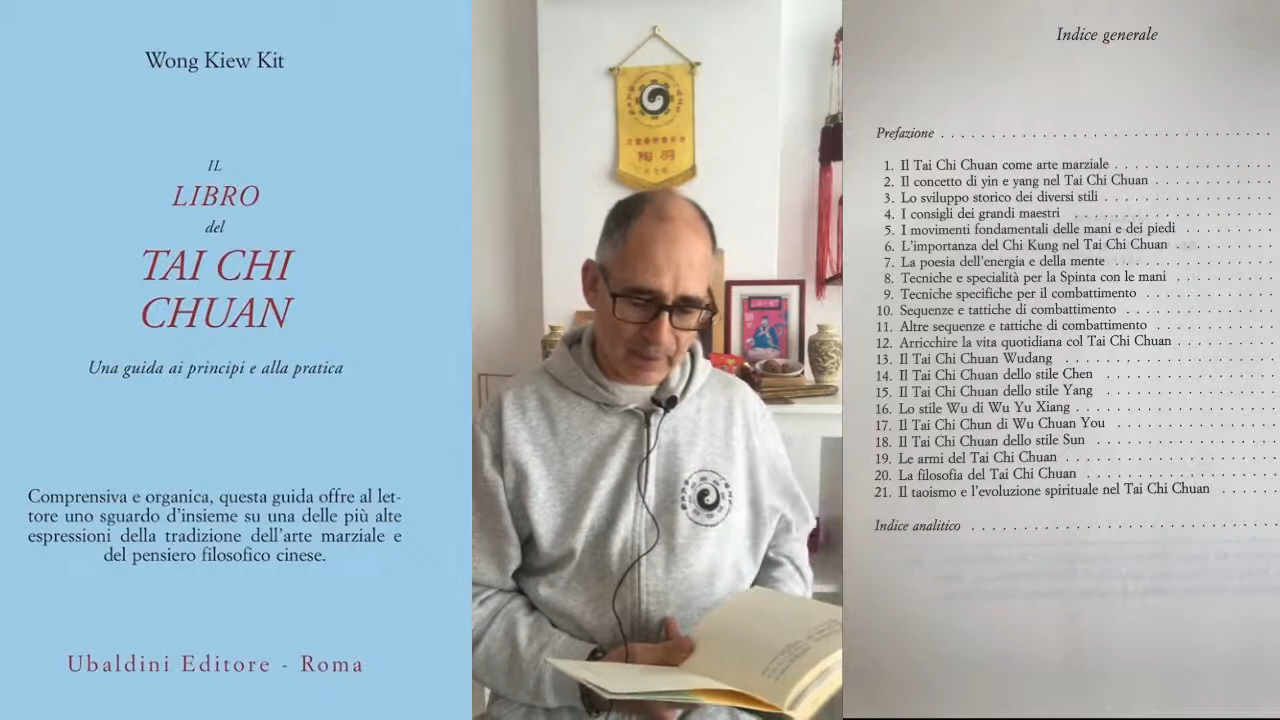 Wong Kiew Kit
IL
LIBRO
del
TAI CHI
CHUAN
Una guida ai principi e alla pratica
Comprensiva e organica, questa guida offre al let-
tore uno sguardo d'insieme su una delle più alte
espressioni della tradizione dell'arte marziale e
del pensiero filosofico cinese.
Ubaldini Editore - Roma
陶羽
Indice generale
Prefazione
1. Il Tai Chi Chuan come arte marziale
2. Il concetto di yin e yang nel Tai Chi Chuan
3. Lo sviluppo storico dei diversi stili
4. I consigli dei grandi maestri
5. I movimenti fondamentali delle mani e dei piedi
6. L'importanza del Chi Kung nel Tai Chi Chuan
7. La poesia dell'energia e della mente
8. Tecniche e specialità per la Spinta con le mani
9. Tecniche specifiche per il combattimento
10. Sequenze e tattiche di combattimento
11. Altre sequenze e tattiche di combattimento
12. Arricchire la vita quotidiana col Tai Chi Chuan
13. Il Tai Chi Chuan Wudang
14. Il Tai Chi Chuan dello stile Chen
15. Il Tai Chi Chuan dello stile Yang
16. Lo stile Wu di Wu Yu Xiang
17. Il Tai Chi Chun di Wu Chuan You
18. Il Tai Chi Chuan dello stile Sun
19. Le armi del Tai Chi Chuan
20. La filosofia del Tai Chi Chuan
21. Il taoismo e l'evoluzione spirituale nel Tai Chi Chuan
Indice analitico